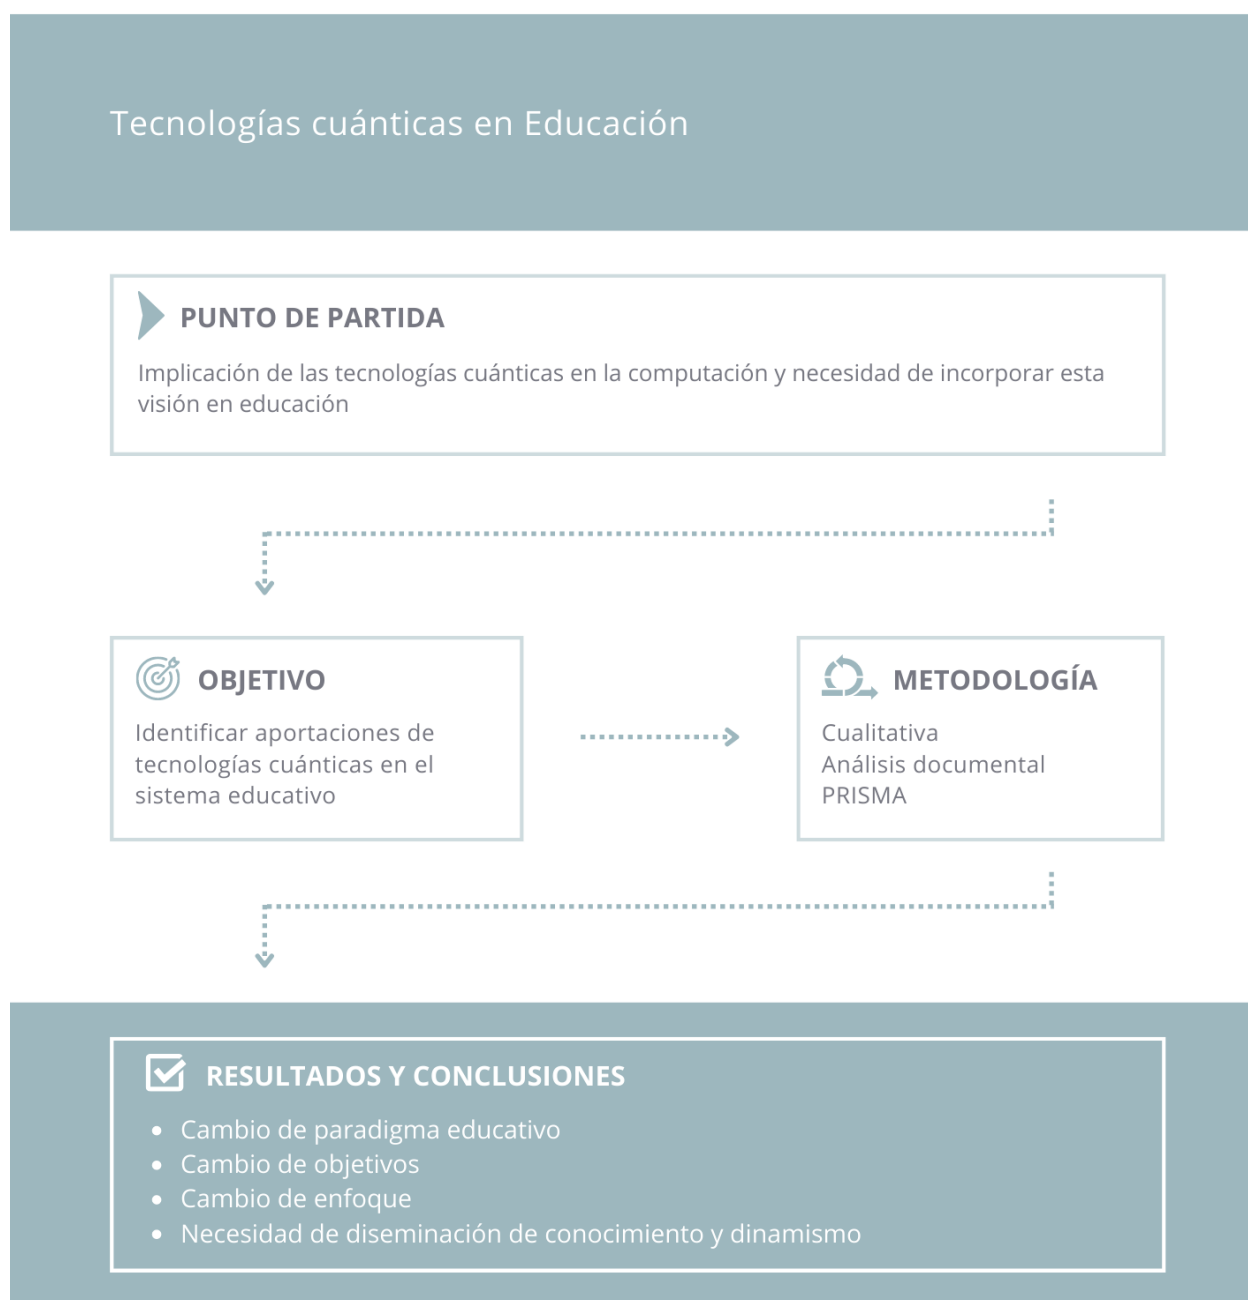 Tecnologías cuánticas en Educación
PUNTO DE PARTIDA
Implicación de las tecnologías cuánticas en la computación y necesidad de incorporar esta
visión en educación
OBJETIVO
Identificar aportaciones de
tecnologías cuánticas en el
sistema educativo
METODOLOGÍA
Cualitativa
Análisis documental
PRISMA
RESULTADOS Y CONCLUSIONES
• Cambio de paradigma educativo
• Cambio de objetivos
• Cambio de enfoque
• Necesidad de diseminación de conocimiento y dinamismo